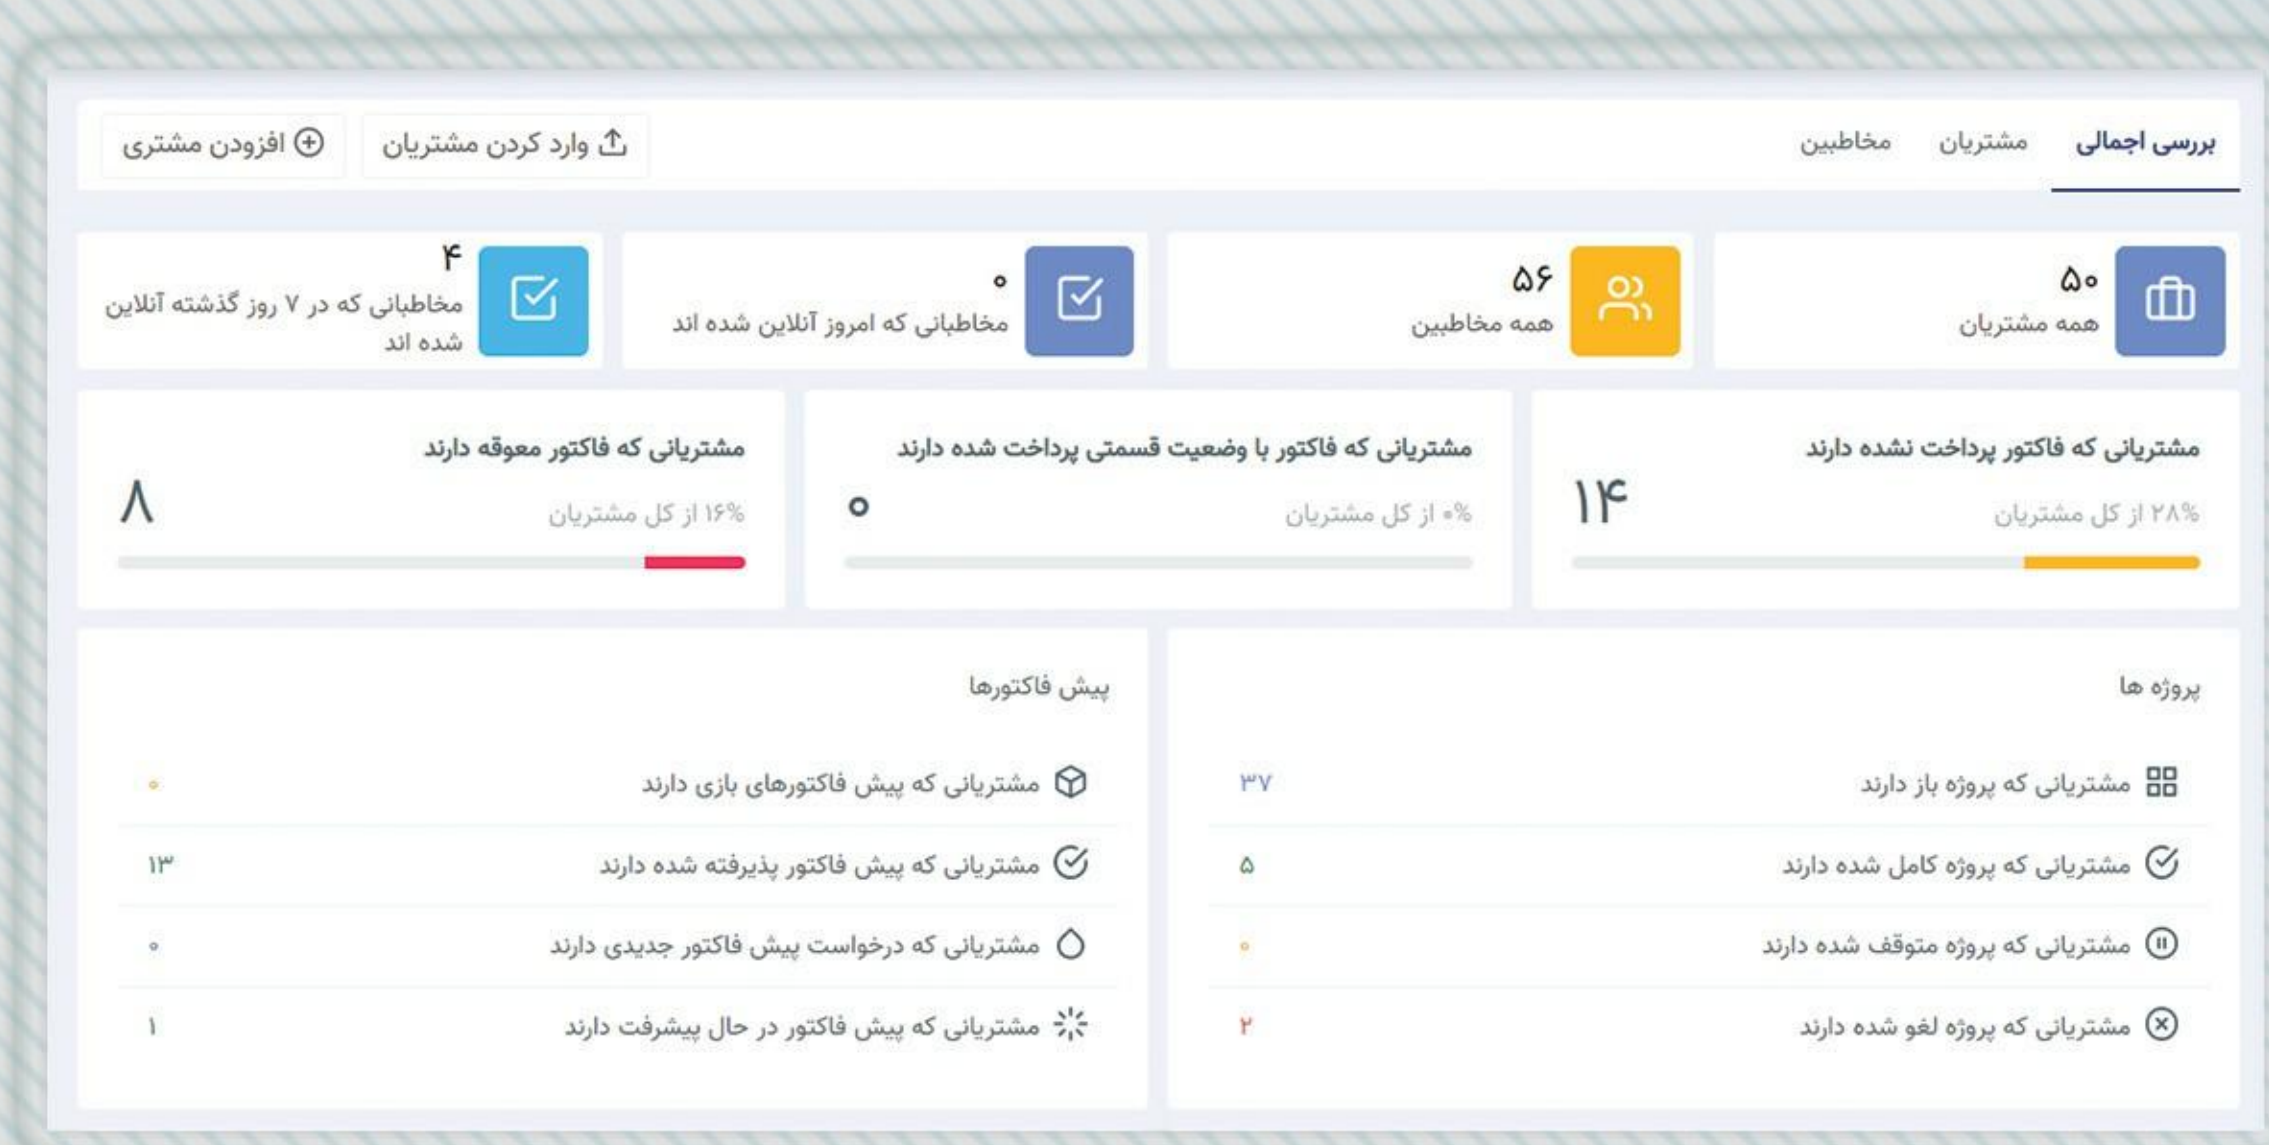 بررسی اجمالی
مشتریان
مخاطبین
وارد کردن مشتریان
افزودن مشتری
۵۰
همه مشتریان
۵۶
همه مخاطبین
۰
مخاطبانی که امروز آنلاین شده اند
۴
مخاطبانی که در ۷ روز گذشته آنلاین
شده اند
مشتریانی که فاکتور پرداخت نشده دارند
۲۸% از کل مشتریان
۱۴
مشتریانی که فاکتور با وضعیت قسمتی پرداخت شده دارند
۰% از کل مشتریان
۰
مشتریانی که فاکتور معوقه دارند
۱۶% از کل مشتریان
۸
پروژه ها
مشتریانی که پروژه باز دارند
۳۷
مشتریانی که پروژه کامل شده دارند
۵
مشتریانی که پروژه متوقف شده دارند
۰
مشتریانی که پروژه لغو شده دارند
۲
پیش فاکتورها
مشتریانی که پیش فاکتورهای بازی دارند
۰
مشتریانی که پیش فاکتور پذیرفته شده دارند
۱۳
مشتریانی که درخواست پیش فاکتور جدیدی دارند
۰
مشتریانی که پیش فاکتور در حال پیشرفت دارند
۱